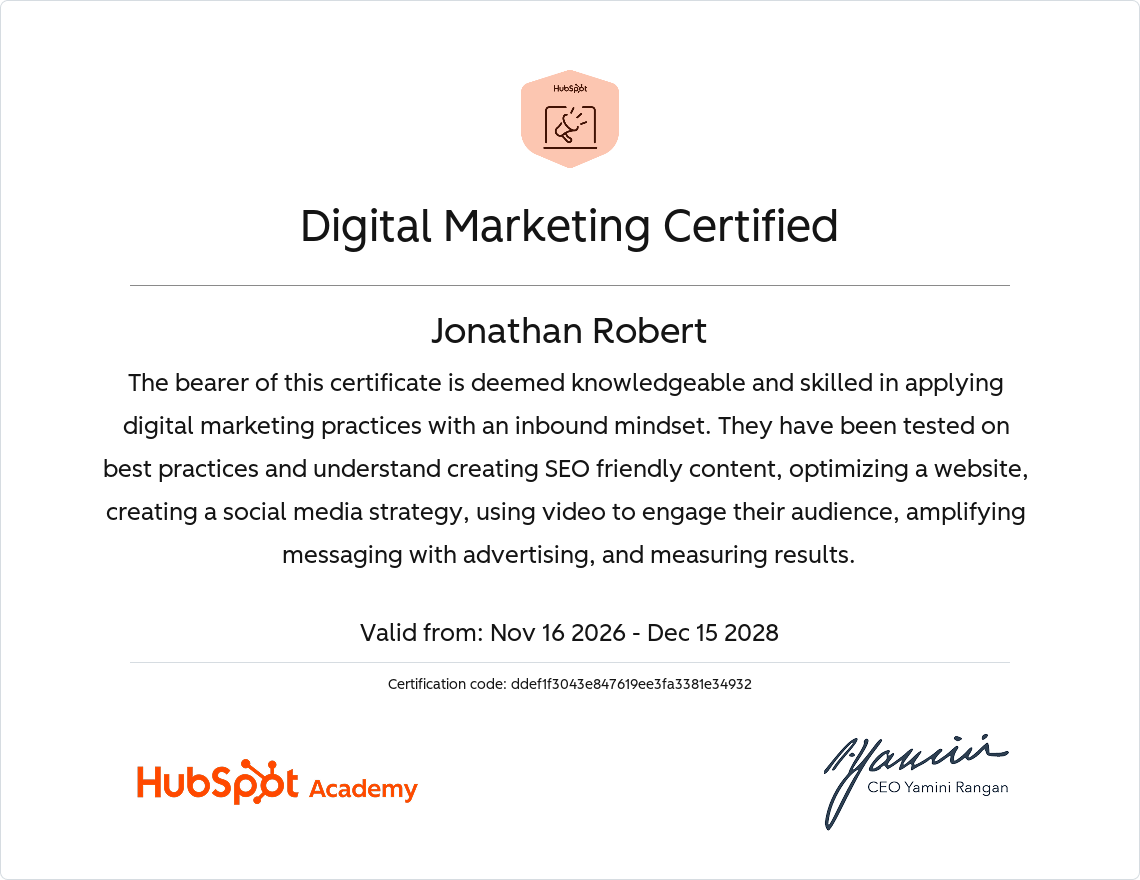 HubSpot
Digital Marketing Certified
Jonathan Robert
The bearer of this certificate is deemed knowledgeable and skilled in applying
digital marketing practices with an inbound mindset. They have been tested on
best practices and understand creating SEO friendly content, optimizing a website,
creating a social media strategy, using video to engage their audience, amplifying
messaging with advertising, and measuring results.
Valid from: Nov 16 2026 - Dec 15 2028
Certification code: ddef1f3043e847619ee3fa3381e34932
HubSpot Academy
Yamini
CEO Yamini Rangan